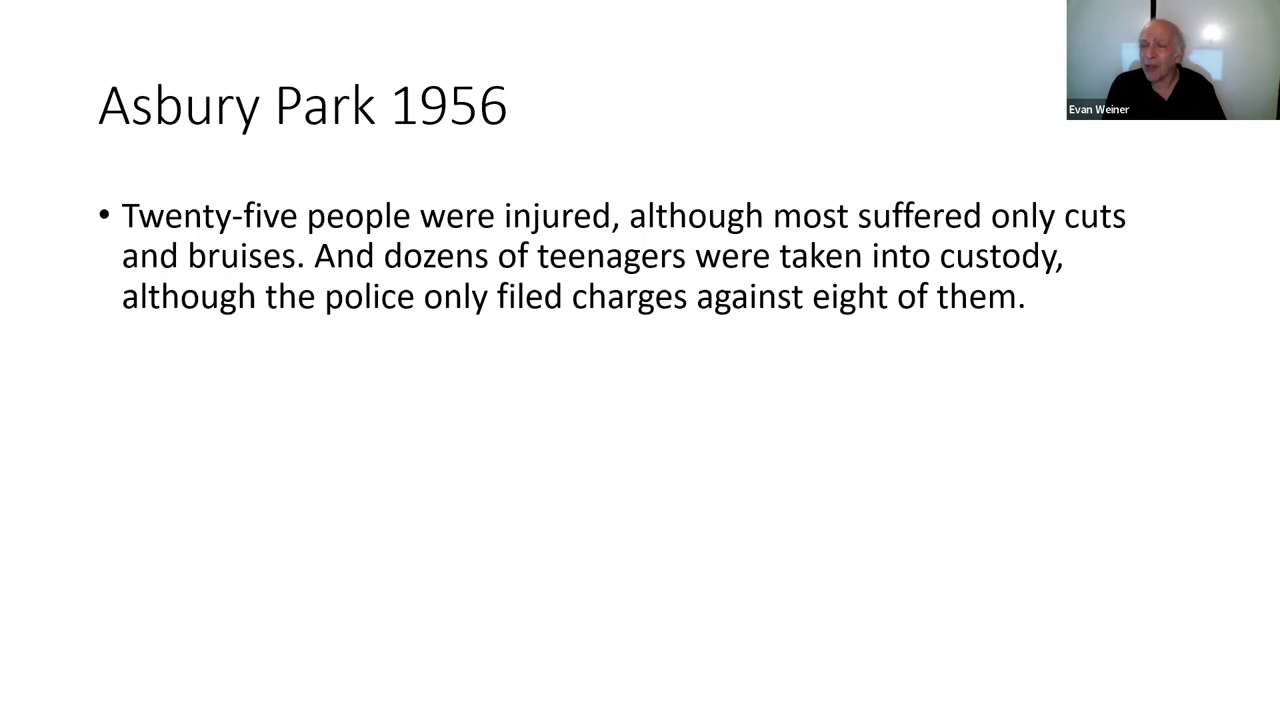 Asbury Park 1956
• Twenty-five people were injured, although most suffered only cuts
and bruises. And dozens of teenagers were taken into custody,
although the police only filed charges against eight of them.
Evan Weiner